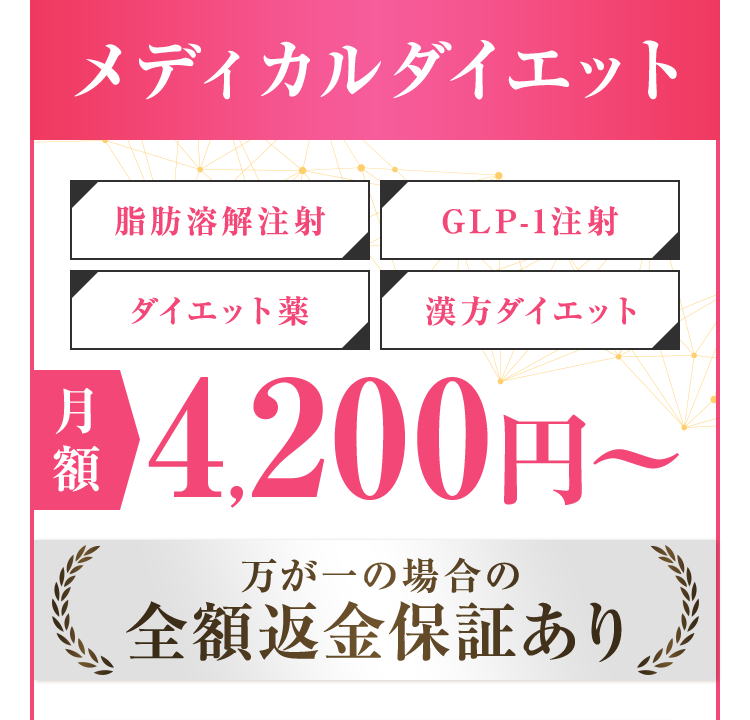 メディカルダイエット
脂肪溶解注射
GLP-1注射
ダイエット薬
漢方ダイエット
月額
4,200円〜
万が一の場合の
全額返金保証あり